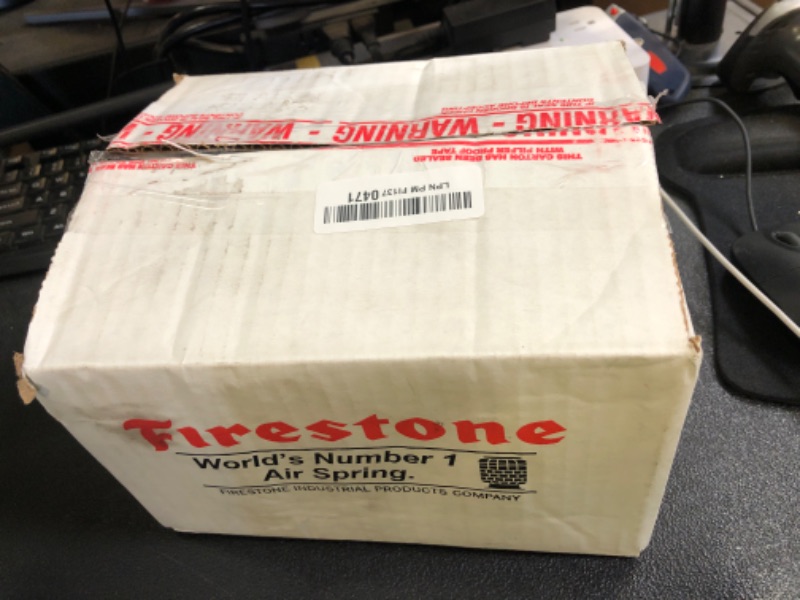 WARNING - WARNING - WARNING
THIS CARTON HAS BEEN SEALED
WITH PILFER PROOF TAPE
LPN PM F1137 0471
Firestone
World's Number 1
Air Spring.
FIRESTONE INDUSTRIAL PRODUCTS COMPANY